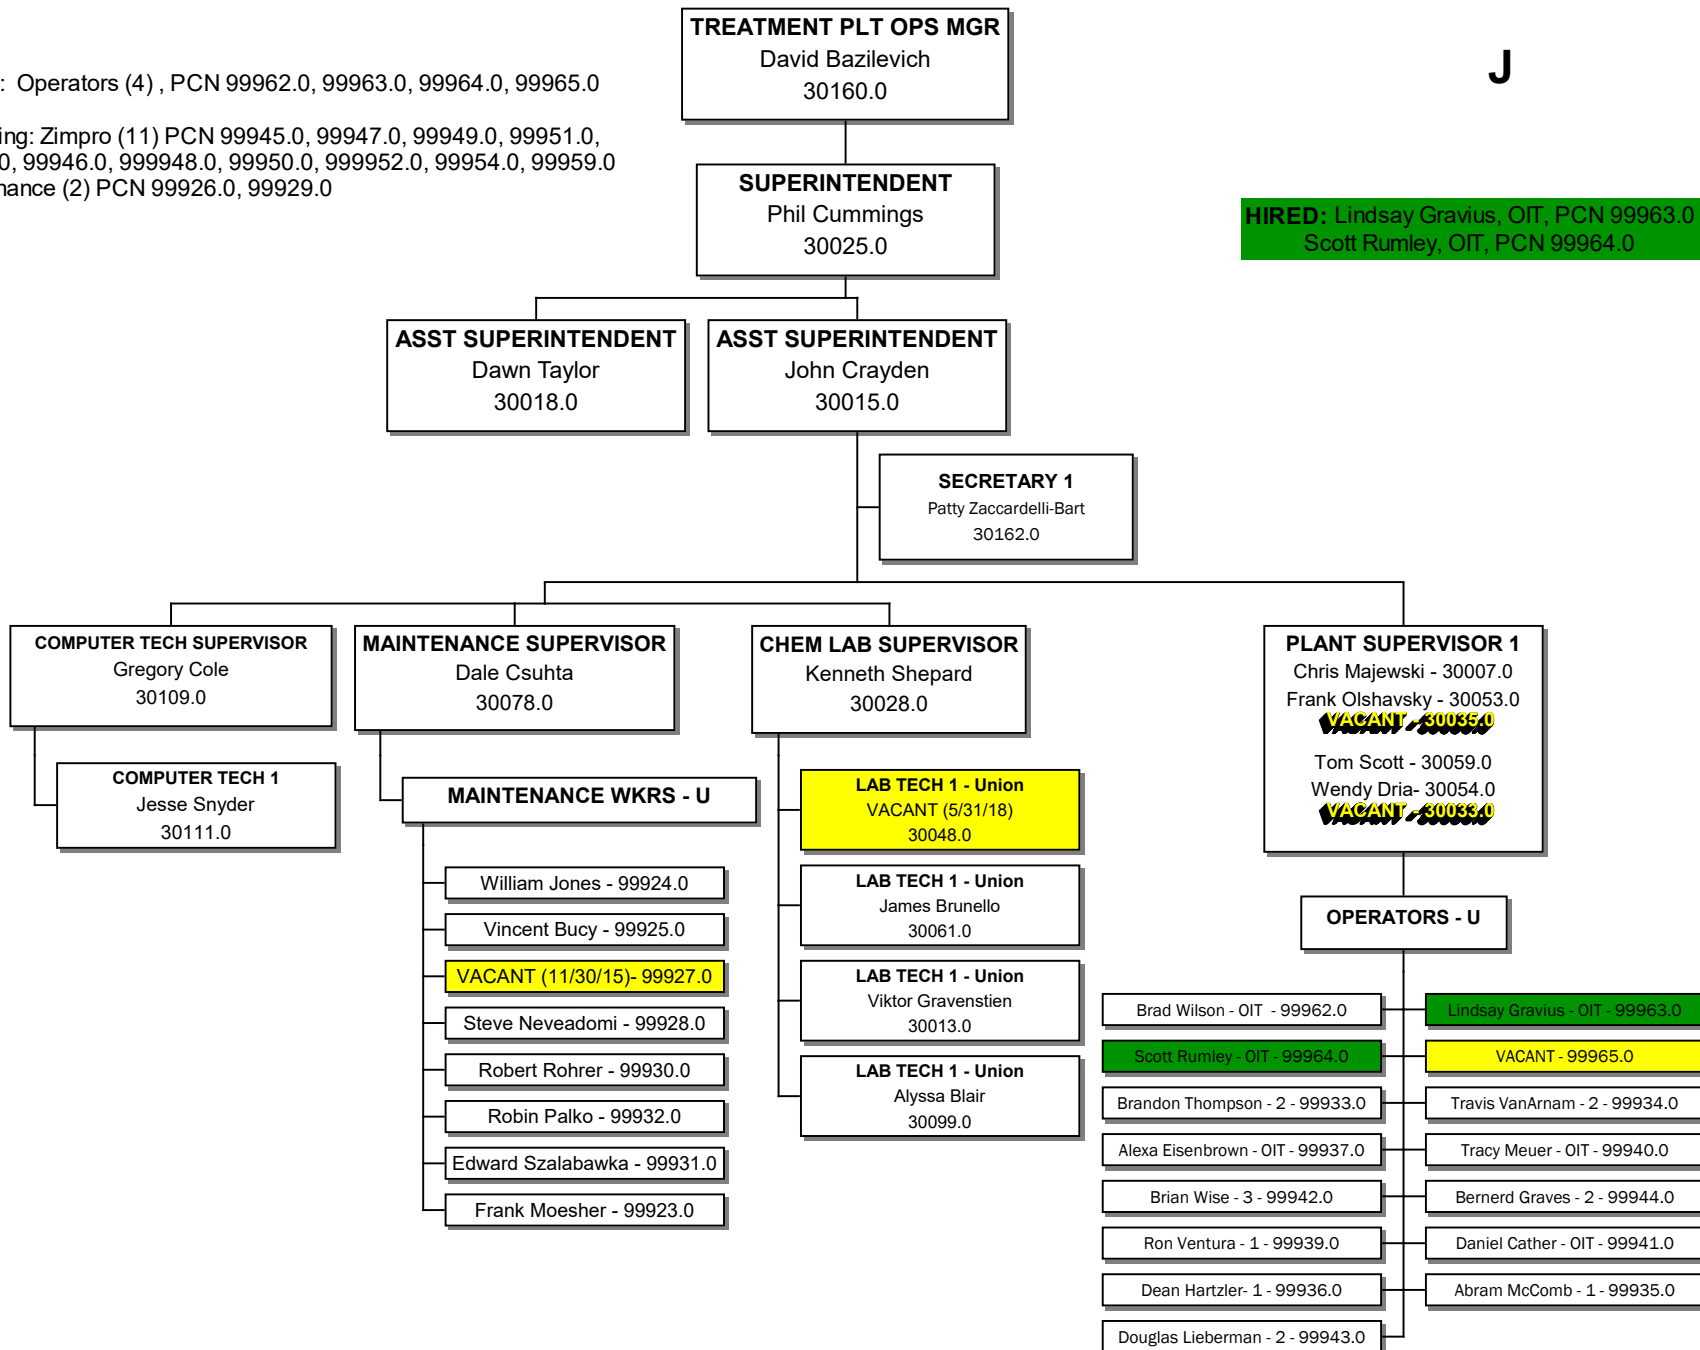 TREATMENT PLT OPS MGR
David Bazilevich
30160.0
J
: Operators (4) , PCN 99962.0, 99963.0, 99964.0, 99965.0
ing: Zimpro (11) PCN 99945.0, 99947.0, 99949.0, 99951.0,
0, 99946.0, 999948.0, 99950.0, 999952.0, 99954.0, 99959.0
nance (2) PCN 99926.0, 99929.0
SUPERINTENDENT
Phil Cummings
30025.0
HIRED: Lindsay Gravius, OIT, PCN 99963.0
Scott Rumley, OIT, PCN 99964.0
ASST SUPERINTENDENT
Dawn Taylor
30018.0
ASST SUPERINTENDENT
John Crayden
30015.0
SECRETARY 1
Patty Zaccardelli-Bart
30162.0
COMPUTER TECH SUPERVISOR
Gregory Cole
30109.0
COMPUTER TECH 1
Jesse Snyder
30111.0
MAINTENANCE SUPERVISOR
Dale Csuhta
30078.0
MAINTENANCE WKRS - U
William Jones - 99924.0
Vincent Bucy - 99925.0
VACANT (11/30/15)- 99927.0
Steve Neveadomi - 99928.0
Robert Rohrer - 99930.0
Robin Palko - 99932.0
Edward Szalabawka - 99931.0
Frank Moesher - 99923.0
CHEM LAB SUPERVISOR
Kenneth Shepard
30028.0
LAB TECH 1 - Union
VACANT (5/31/18)
30048.0
LAB TECH 1 - Union
James Brunello
30061.0
LAB TECH 1 - Union
Viktor Gravenstien
30013.0
LAB TECH 1 - Union
Alyssa Blair
30099.0
PLANT SUPERVISOR 1
Chris Majewski - 30007.0
Frank Olshavsky - 30053.0
VACANT - 30035.0
Tom Scott - 30059.0
Wendy Dria- 30054.0
VACANT - 30033.0
OPERATORS - U
Brad Wilson - OIT - 99962.0
Lindsay Gravius - OIT - 99963.0
Scott Rumley - OIT - 99964.0
VACANT - 99965.0
Brandon Thompson - 2 - 99933.0
Travis VanArnam - 2 - 99934.0
Alexa Eisenbrown - OIT - 99937.0
Tracy Meuer - OIT - 99940.0
Brian Wise - 3 - 99942.0
Bernerd Graves - 2 - 99944.0
Ron Ventura - 1 - 99939.0
Daniel Cather - OIT - 99941.0
Dean Hartzler- 1 - 99936.0
Abram McComb - 1 - 99935.0
Douglas Lieberman - 2 - 99943.0